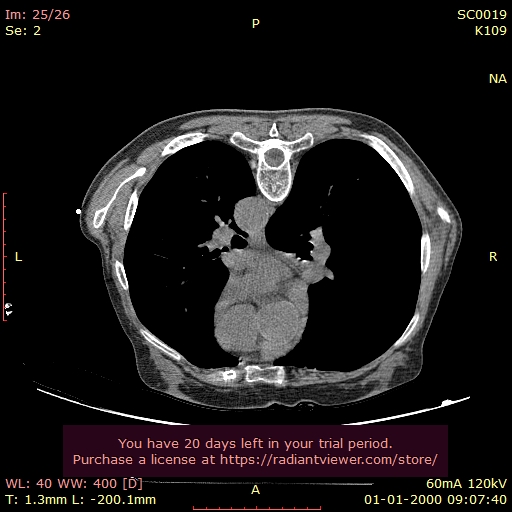 Im: 25/26
Se: 2
P
SC0019
K109
NA
L
R
You have 20 days left in your trial period.
Purchase a license at https://radiantviewer.com/store/
WL: 40 WW: 400 [D]
T: 1.3mm L: -200.1mm
A
60mA 120kV
01-01-2000 09:07:40